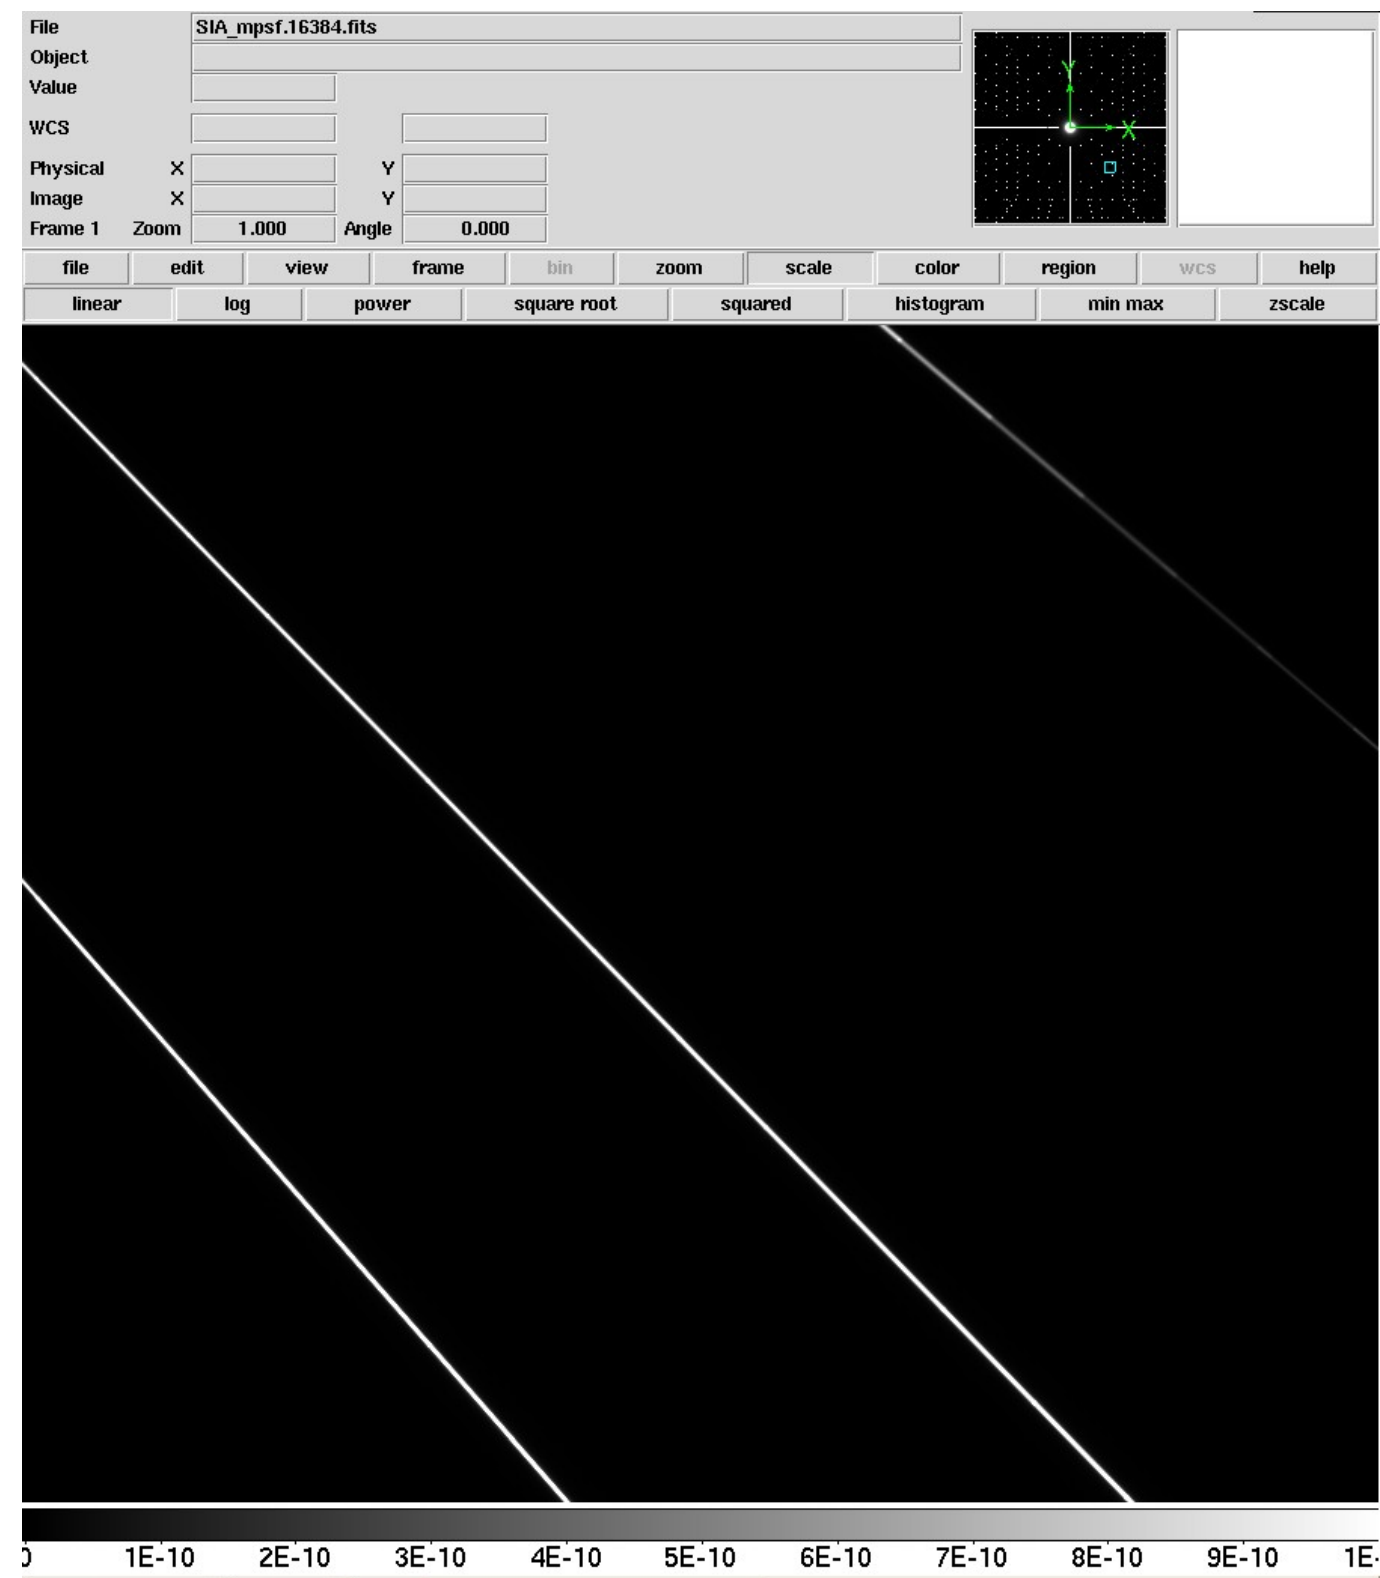 File SIA_mpsf.16384.fits
Object
Value
WCS
Physical X Y
Image X Y
Frame 1 Zoom 1.000 Angle 0.000
Y
X
file edit view frame bin zoom scale color region wcs help
linear log power square root squared histogram min max zscale
0 1E-10 2E-10 3E-10 4E-10 5E-10 6E-10 7E-10 8E-10 9E-10 1E-